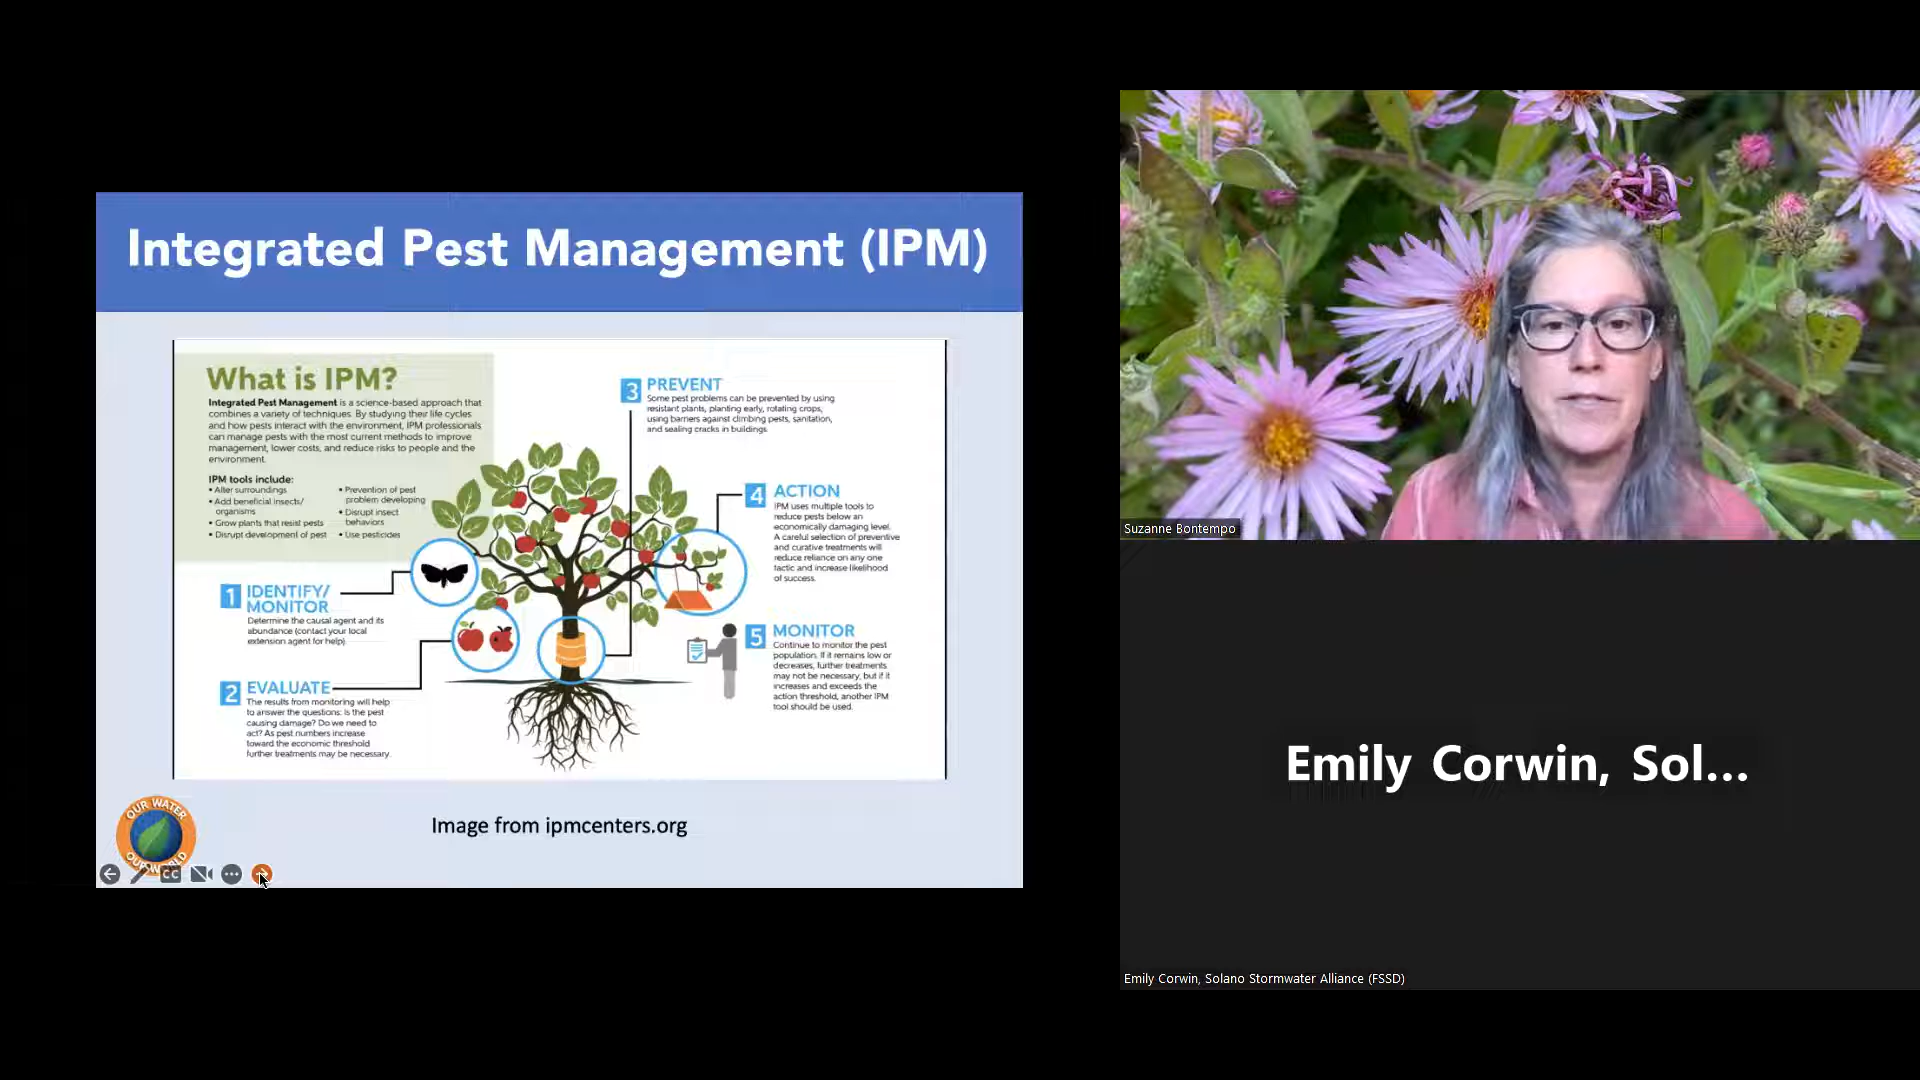 Integrated Pest Management (IPM)
What is IPM?
Integrated Pest Management is a science-based approach that
combines a variety of techniques. By studying their life cycles
and how pests interact with the environment, IPM professionals
can manage pests with the most current methods to improve
management, lower costs, and reduce risks to people and the
environment.
IPM tools include:
• Alter surroundings
• Add beneficial insects/
organisms
• Grow plants that resist pests
• Disrupt development of pest
• Prevention of pest
problem developing
• Disrupt insect
behaviors
• Use pesticides
1 IDENTIFY/
MONITOR
Determine the causal agent and its
abundance (contact your local
extension agent for help).
2 EVALUATE
The results from monitoring will help
to answer the questions: Is the pest
causing damage? Do we need to
act? As pest numbers increase
toward the economic threshold
further treatments may be necessary.
3 PREVENT
Some pest problems can be prevented by using
resistant plants, planting early, rotating crops,
using barriers against climbing pests, sanitation,
and sealing cracks in buildings.
4 ACTION
IPM uses multiple tools to
reduce pests below an
economically damaging level.
A careful selection of preventive
and curative treatments will
reduce reliance on any one
tactic and increase likelihood
of success.
5 MONITOR
Continue to monitor the pest
population. If it remains low or
decreases, further treatments
may not be necessary, but if it
increases and exceeds the
action threshold, another IPM
tool should be used.
Image from ipmcenters.org
OUR WATER
OUR WORLD
CC
Suzanne Bontempo
Emily Corwin, Sol...
Emily Corwin, Solano Stormwater Alliance (FSSD)